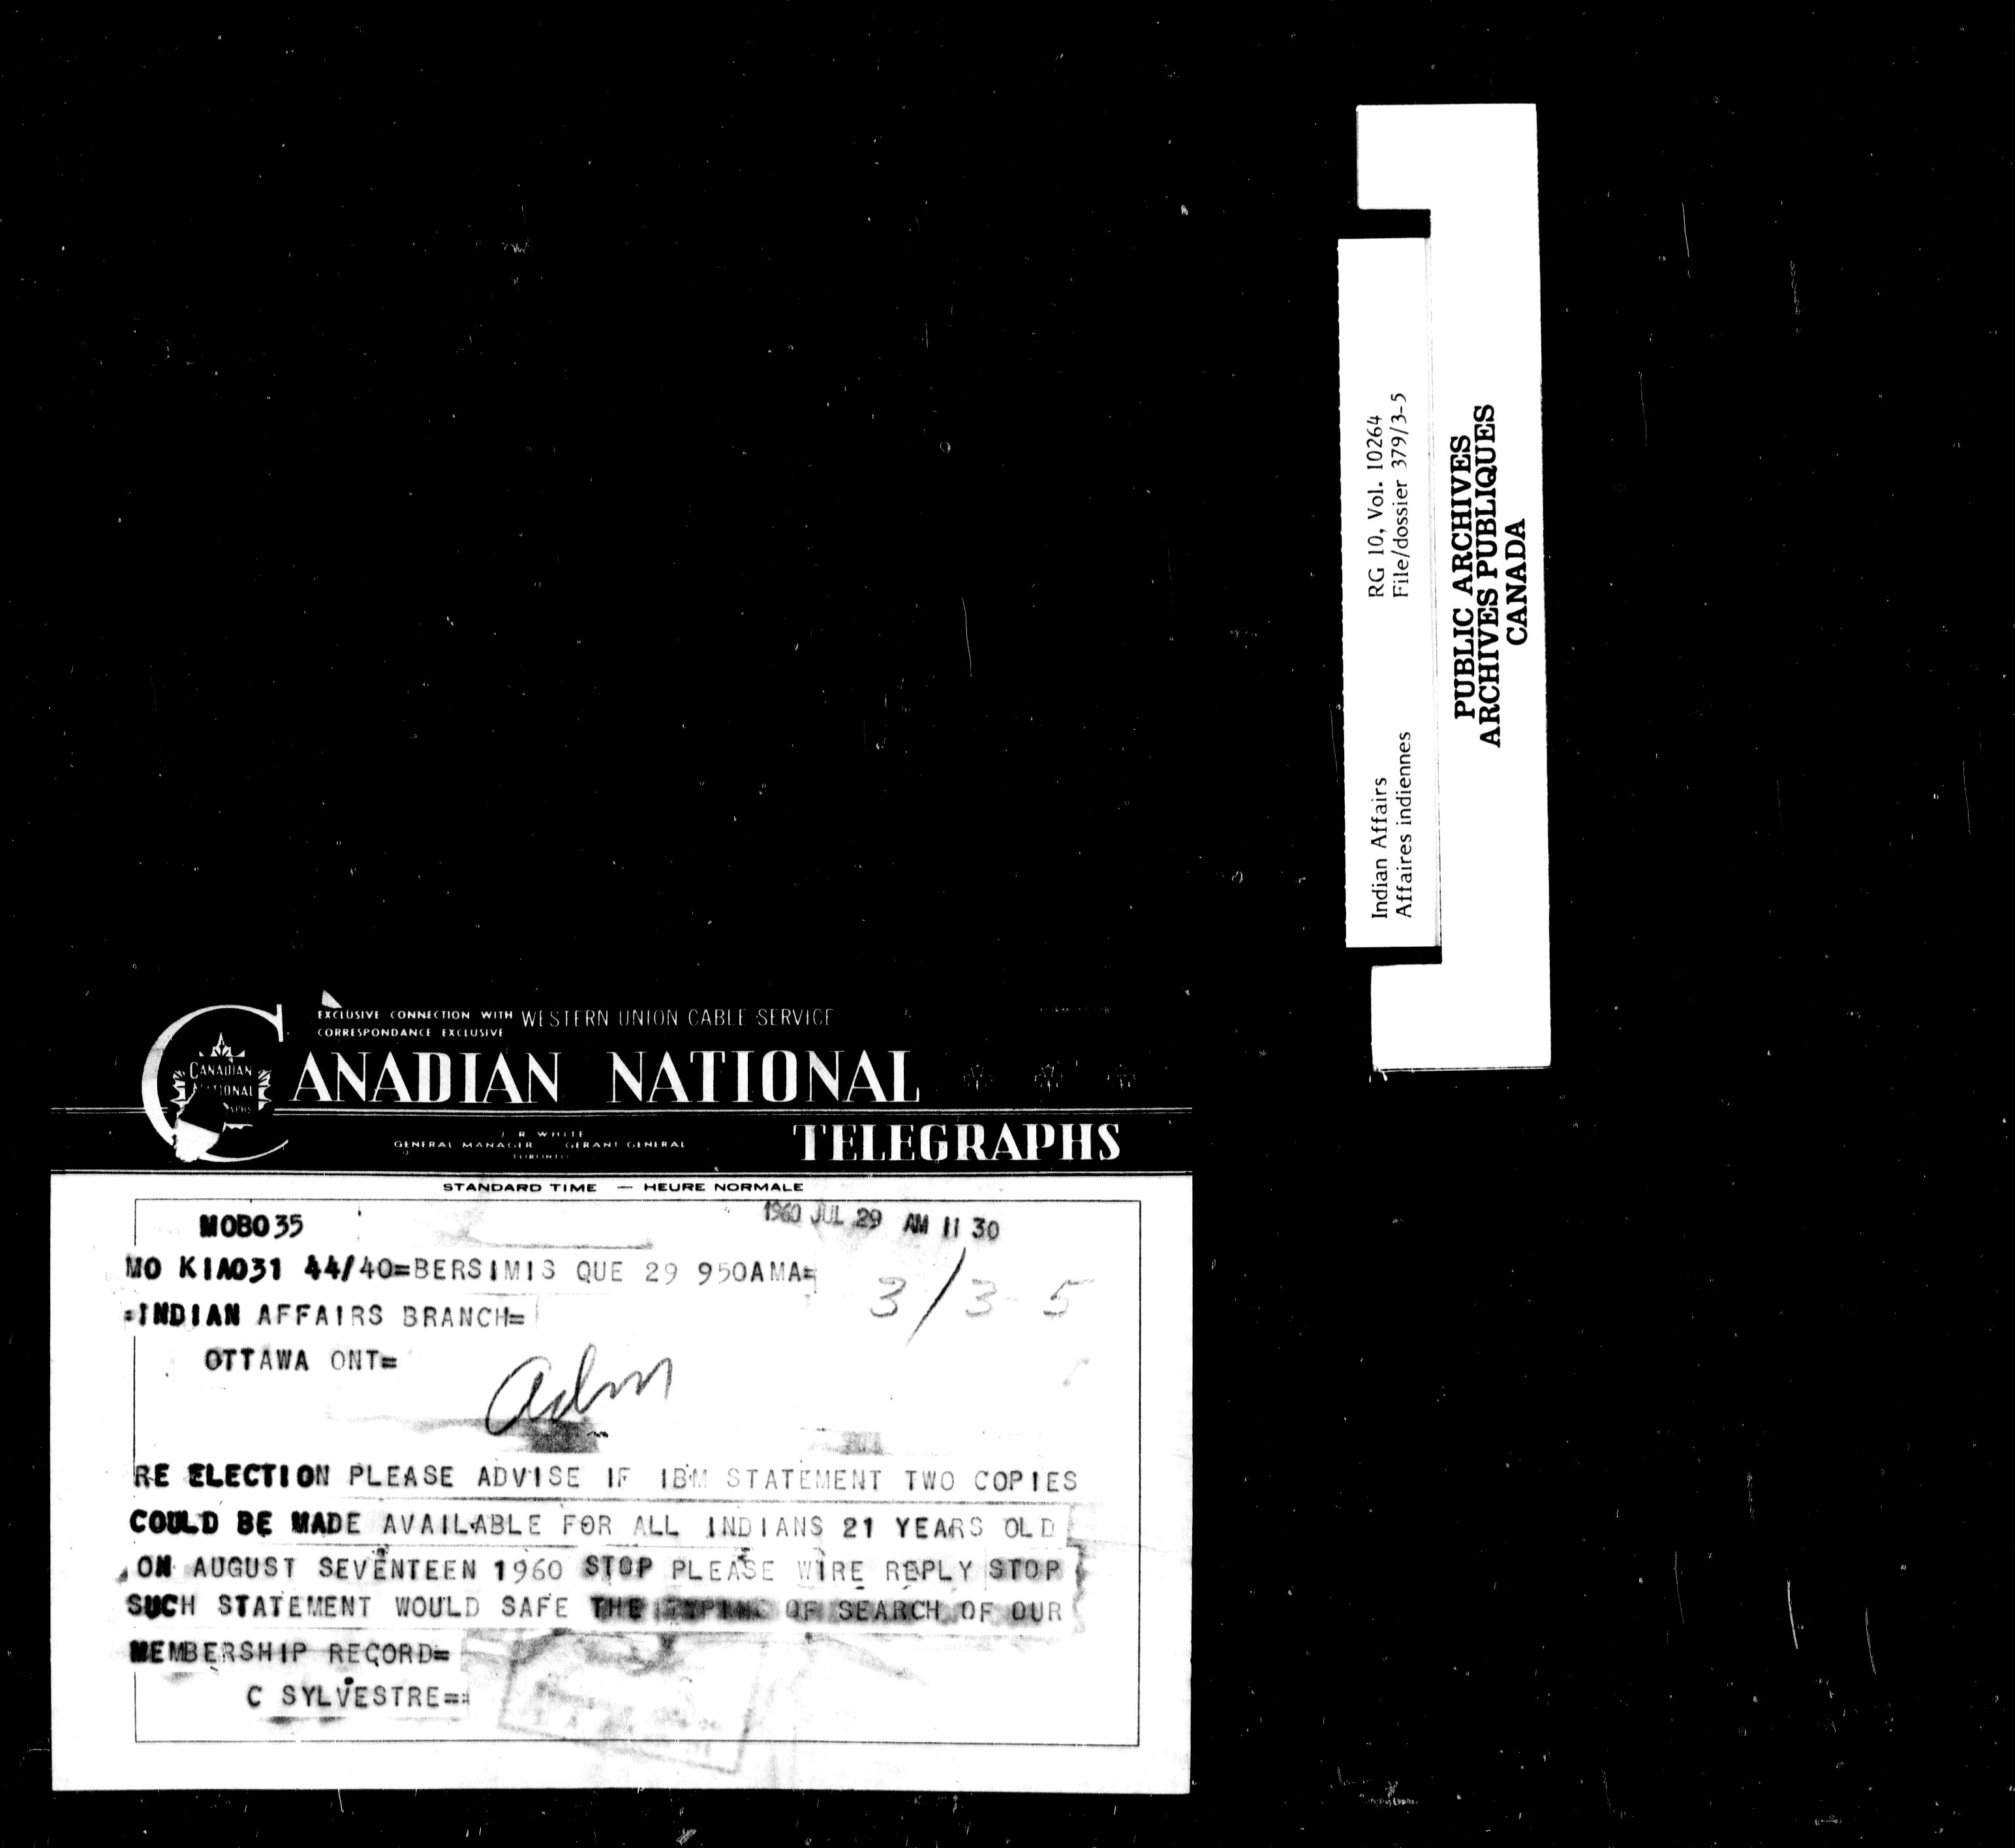 EXCLUSIVE CONNECTION WITH WESTERN UNION CABLE SERVICE
CORRESPONDANCE EXCLUSIVE
CANADIAN NATIONAL
CANADIAN
NATIONAL
TELEGRAPHS
J. R. WHITE
GENERAL MANAGER GERANT GENERAL
TORONTO
STANDARD TIME — HEURE NORMALE
MOBO35
1960 JUL 29 AM 11 30
MO KIAO31 44/40=BERSIMIS QUE 29 950AMA=
3/3-5
=INDIAN AFFAIRS BRANCH=
OTTAWA ONT=
adm
RE ELECTION PLEASE ADVISE IF IBM STATEMENT TWO COPIES
COULD BE MADE AVAILABLE FOR ALL INDIANS 21 YEARS OLD
ON AUGUST SEVENTEEN 1960 STOP PLEASE WIRE REPLY STOP
SUCH STATEMENT WOULD SAFE THE OF SEARCH OF OUR
MEMBERSHIP RECORD=
C SYLVESTRE==
Indian Affairs RG 10, Vol. 10264
Affaires indiennes File/dossier 379/3-5
PUBLIC ARCHIVES
ARCHIVES PUBLIQUES
CANADA